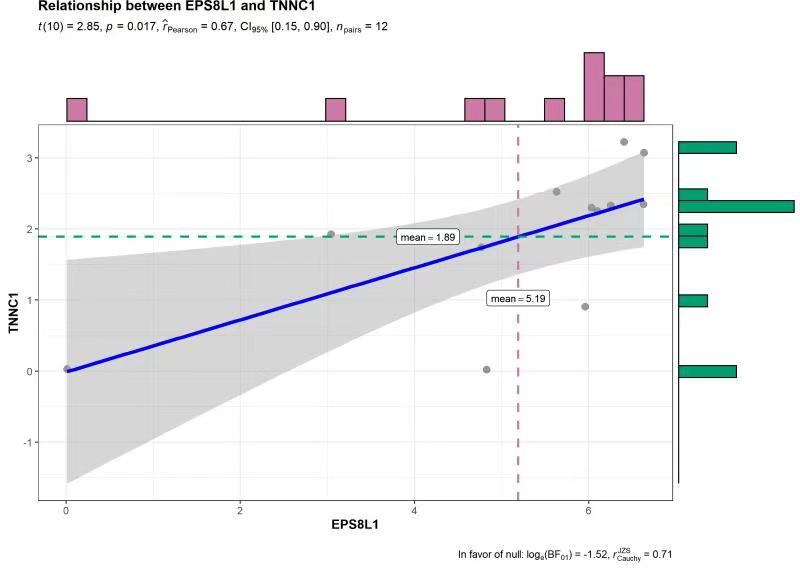 Relationship between EPS8L1 and TNNC1
t(10) = 2.85, p = 0.017, r̂Pearson = 0.67, CI95% [0.15, 0.90], npairs = 12
3
2
1
0
-1
TNNC1
mean = 1.89
mean = 5.19
0 2 4 6
EPS8L1
In favor of null: loge(BF01) = -1.52, rJZSCauchy = 0.71